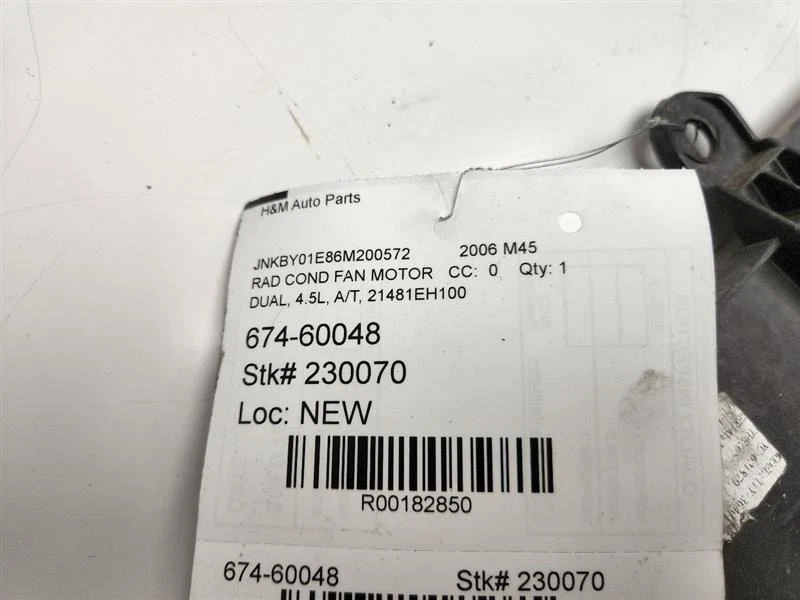 H&M Auto Parts
JNKBY01E86M200572 2006 M45
RAD COND FAN MOTOR CC: 0 Qty: 1
DUAL, 4.5L, A/T, 21481EH100
674-60048
Stk# 230070
Loc: NEW
R00182850
674-60048 Stk# 230070